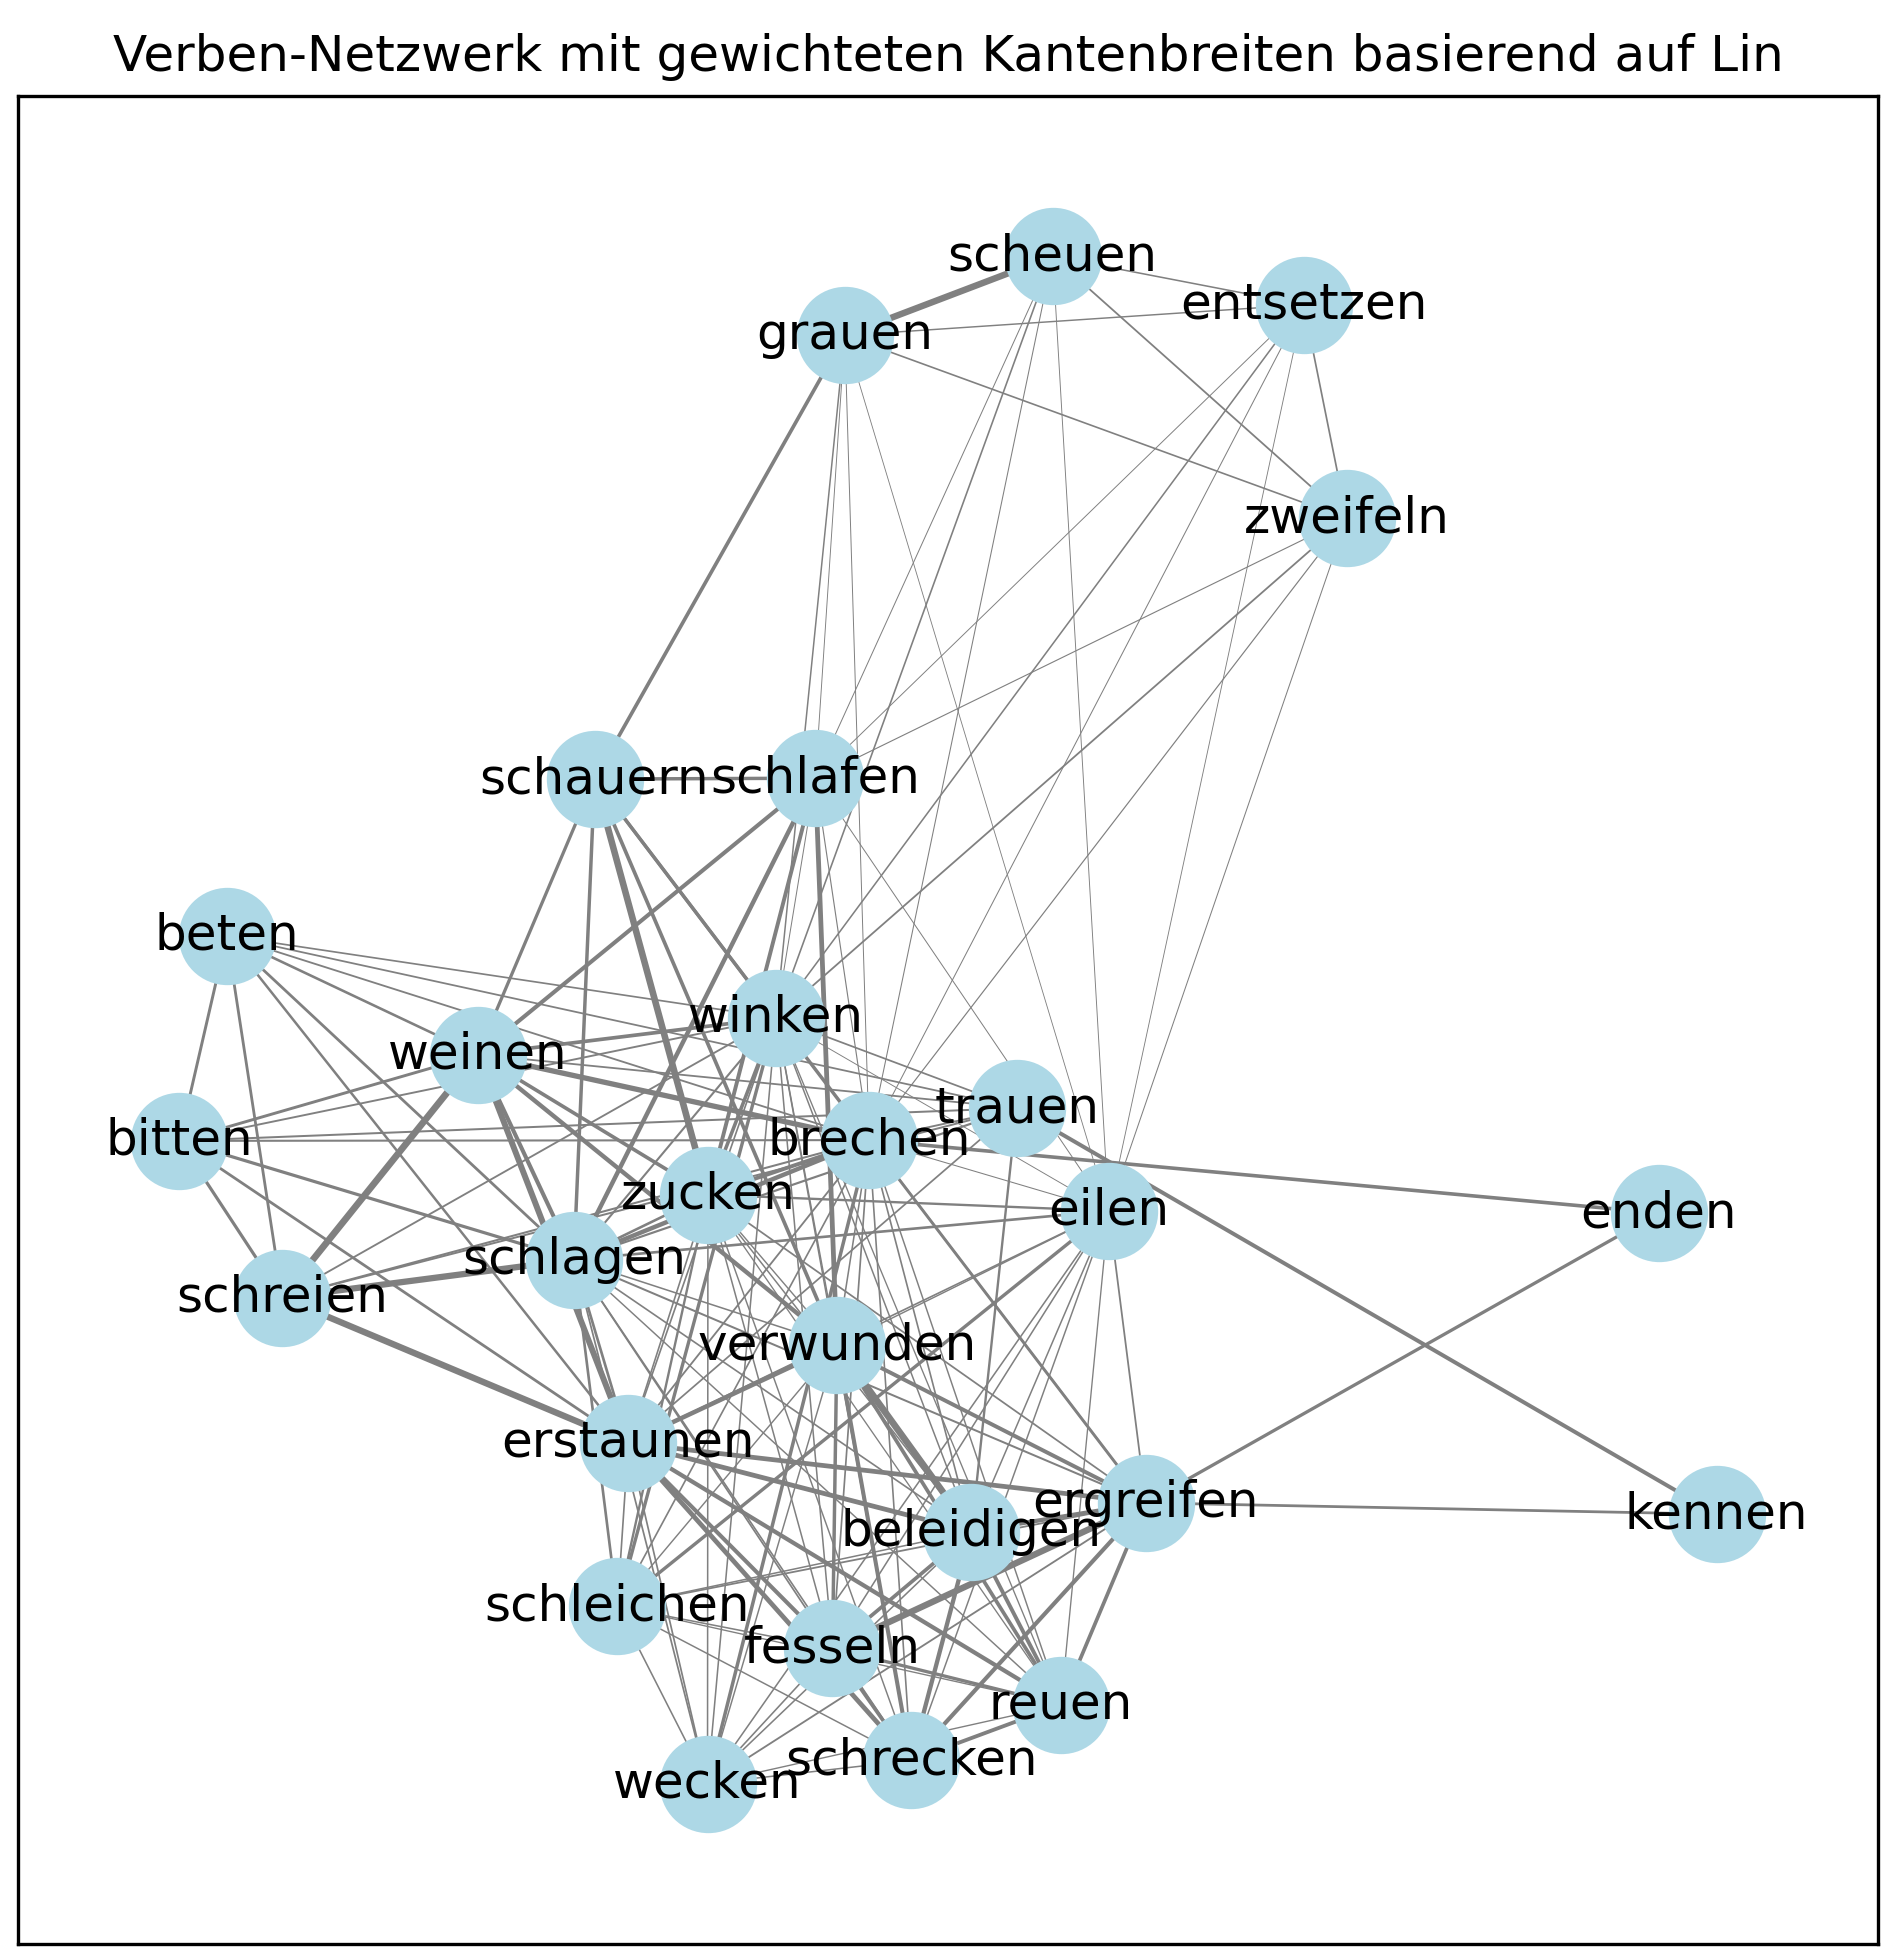 Verben-Netzwerk mit gewichteten Kantenbreiten basierend auf Lin
scheuen
entsetzen
grauen
zweifeln
schauern
schlafen
beten
winken
weinen
trauen
bitten
brechen
zucken
eilen
enden
schlagen
schreien
verwunden
erstaunen
ergreifen
kennen
beleidigen
schleichen
fesseln
reuen
schrecken
wecken